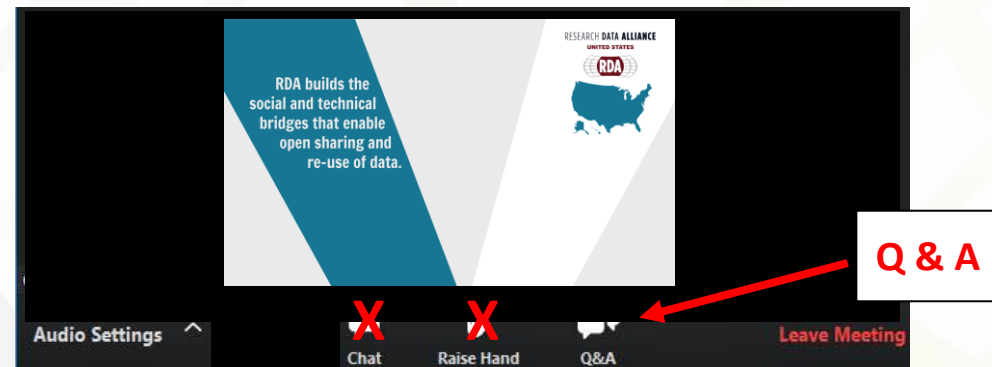 RESEARCH DATA ALLIANCE
UNITED STATES
RDA
RDA builds the
social and technical
bridges that enable
open sharing and
re-use of data.
Q & A
X X
Audio Settings
Chat Raise Hand Q&A Leave Meeting